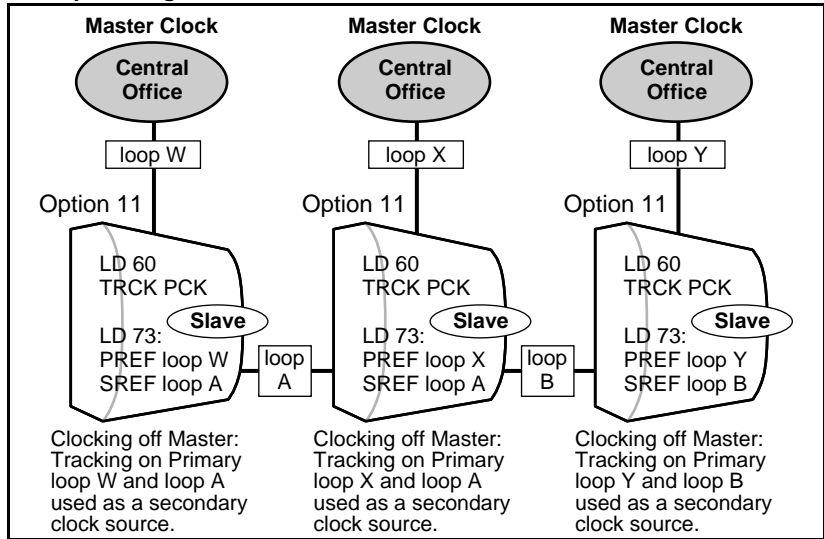 Master Clock
Master Clock
Master Clock
Central
Office
Central
Office
Central
Office
loop W
loop X
loop Y
Option 11
Option 11
Option 11
LD 60
TRCK PCK
Slave
LD 73:
PREF loop W
SREF loop A
loop
A
LD 60
TRCK PCK
Slave
LD 73:
PREF loop X
SREF loop A
loop
B
LD 60
TRCK PCK
Slave
LD 73:
PREF loop Y
SREF loop B
Clocking off Master:
Tracking on Primary
loop W and loop A
used as a secondary
clock source.
Clocking off Master:
Tracking on Primary
loop X and loop A
used as a secondary
clock source.
Clocking off Master:
Tracking on Primary
loop Y and loop B
used as a secondary
clock source.